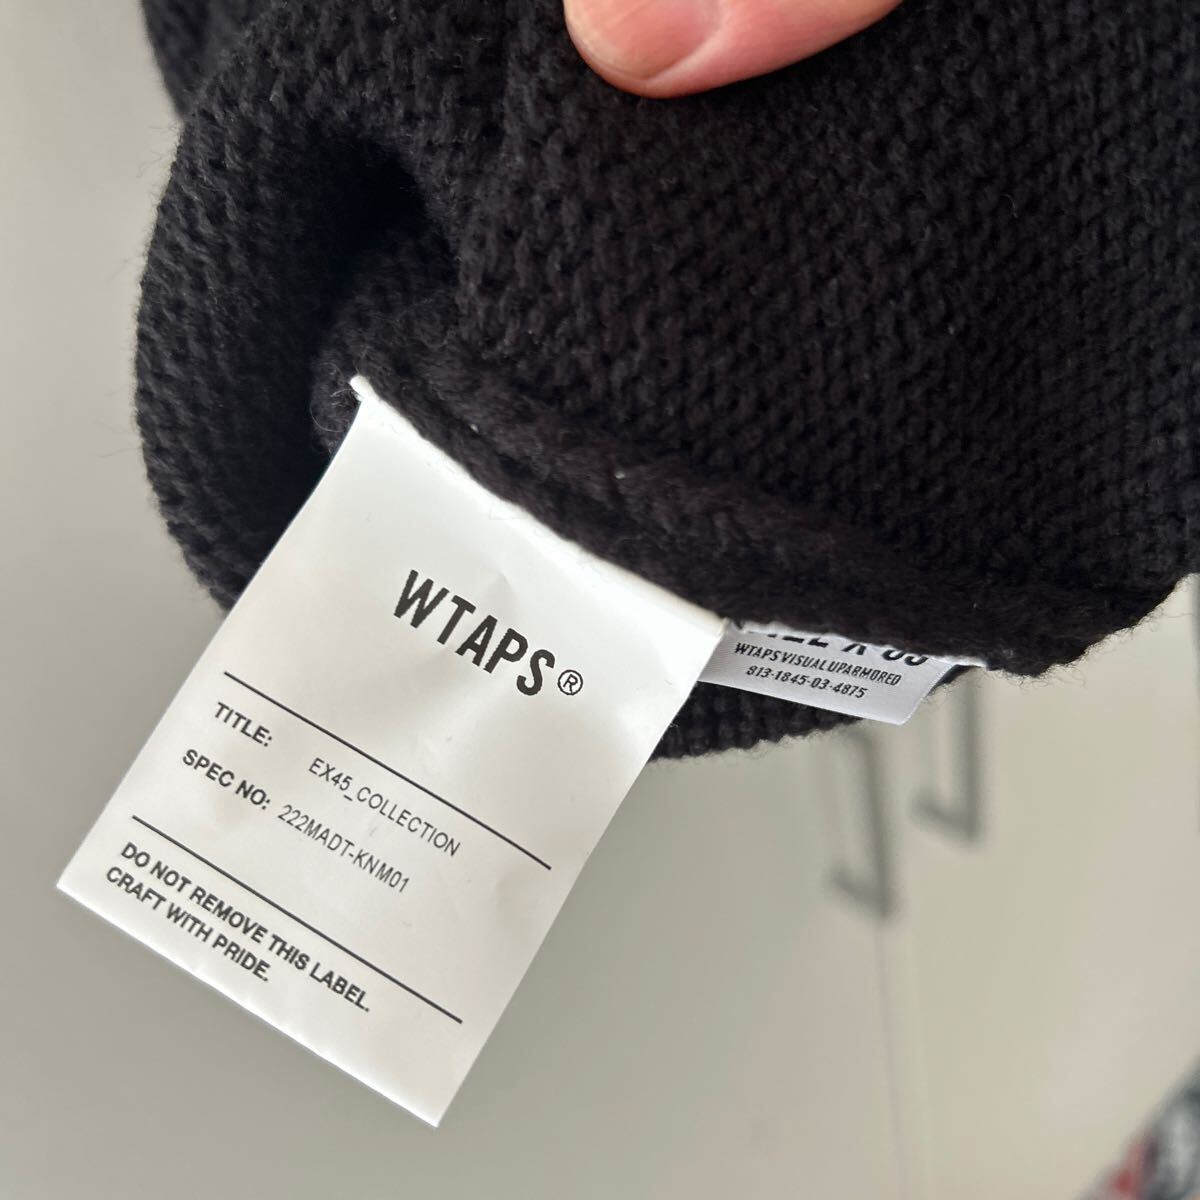 WTAPS®
TITLE: EX45_COLLECTION
SPEC NO: 222MADT-KNM01
DO NOT REMOVE THIS LABEL.
CRAFT WITH PRIDE.
WTAPS VISUAL UPARMORED
813-1845-03-4875